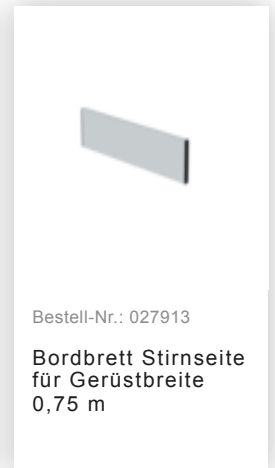 Bestell-Nr.: 027913
Bordbrett Stirnseite
für Gerüstbreite
0,75 m